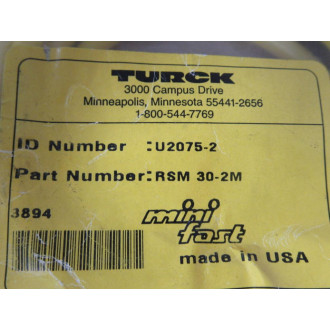 TURCK
3000 Campus Drive
Minneapolis, Minnesota 55441-2656
1-800-544-7769
ID Number :U2075-2
Part Number:RSM 30-2M
3894
mini
fast
made in USA